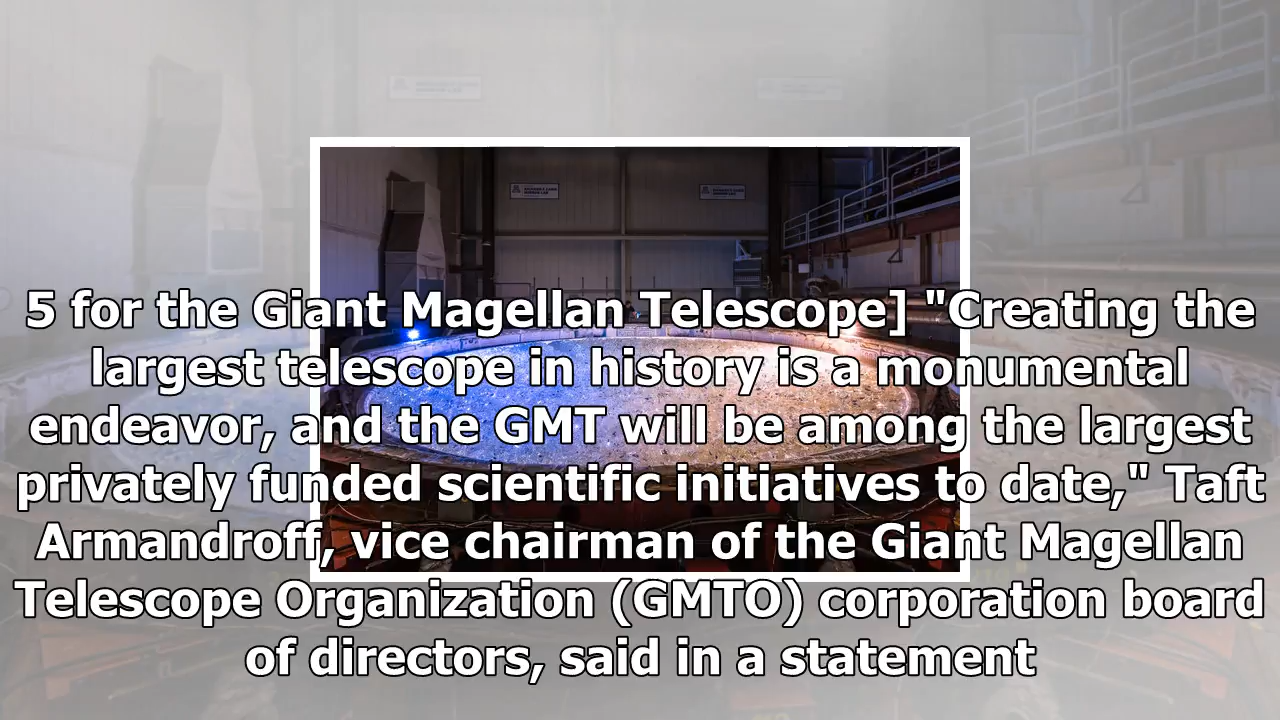 5 for the Giant Magellan Telescope] "Creating the
largest telescope in history is a monumental
endeavor, and the GMT will be among the largest
privately funded scientific initiatives to date," Taft
Armandroff, vice chairman of the Giant Magellan
Telescope Organization (GMTO) corporation board
of directors, said in a statement